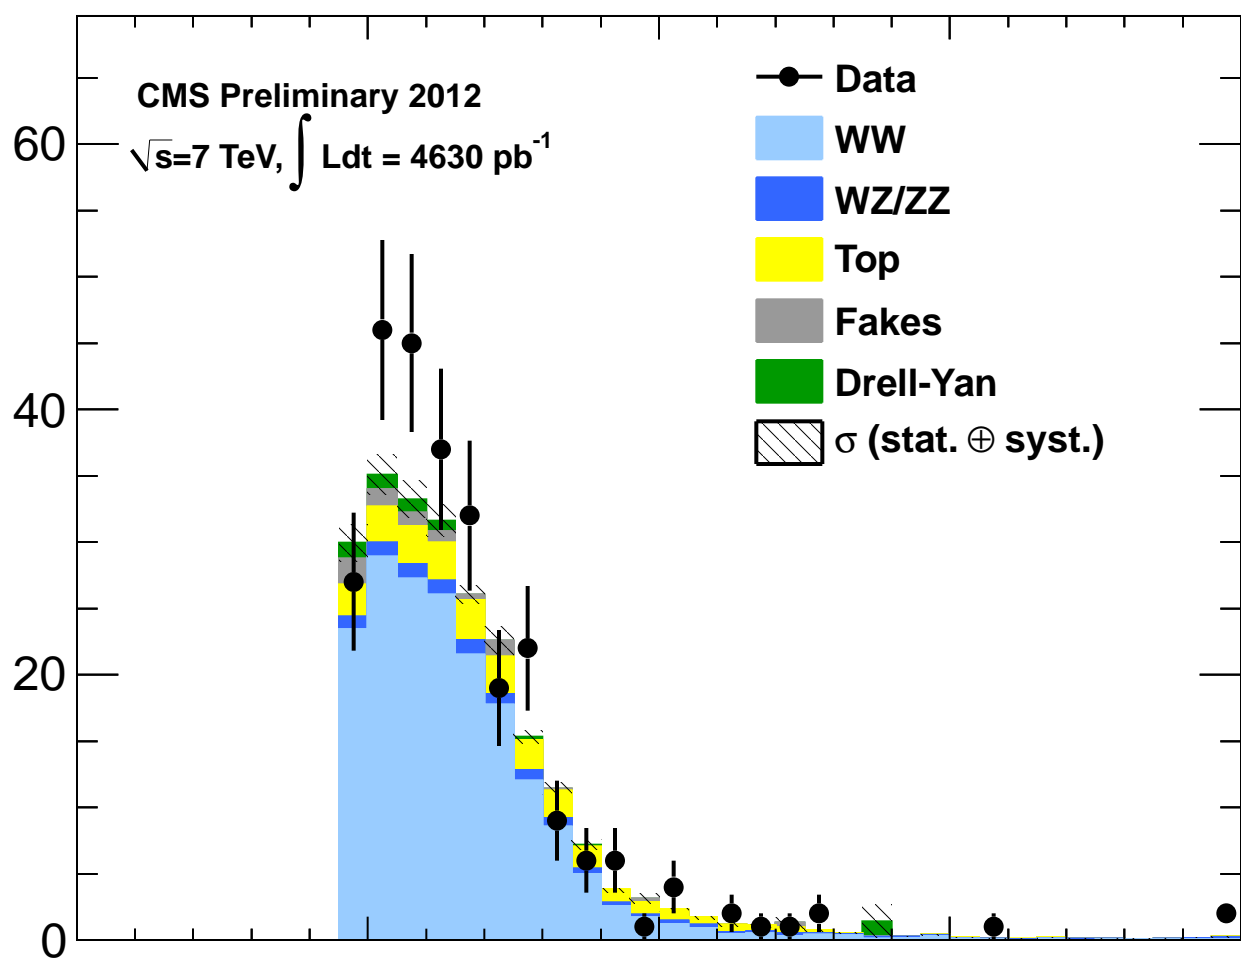 CMS Preliminary 2012
√s=7 TeV, ∫ Ldt = 4630 pb⁻¹
Data
WW
WZ/ZZ
Top
Fakes
Drell-Yan
σ (stat. ⊕ syst.)
60
40
20
0